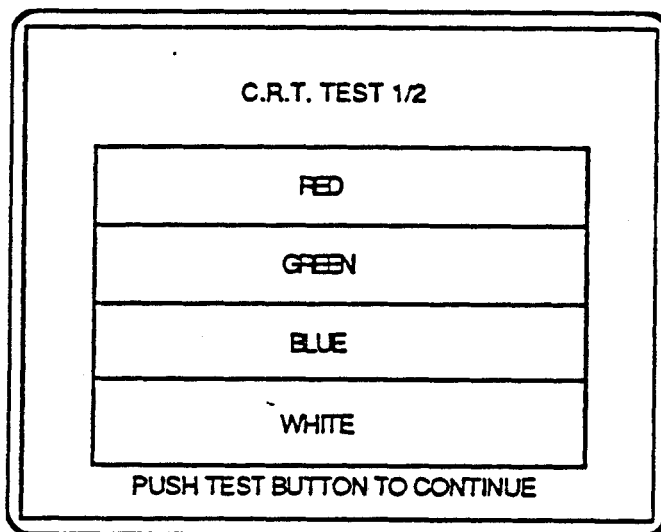 C.R.T. TEST 1/2
RED
GREEN
BLUE
WHITE
PUSH TEST BUTTON TO CONTINUE